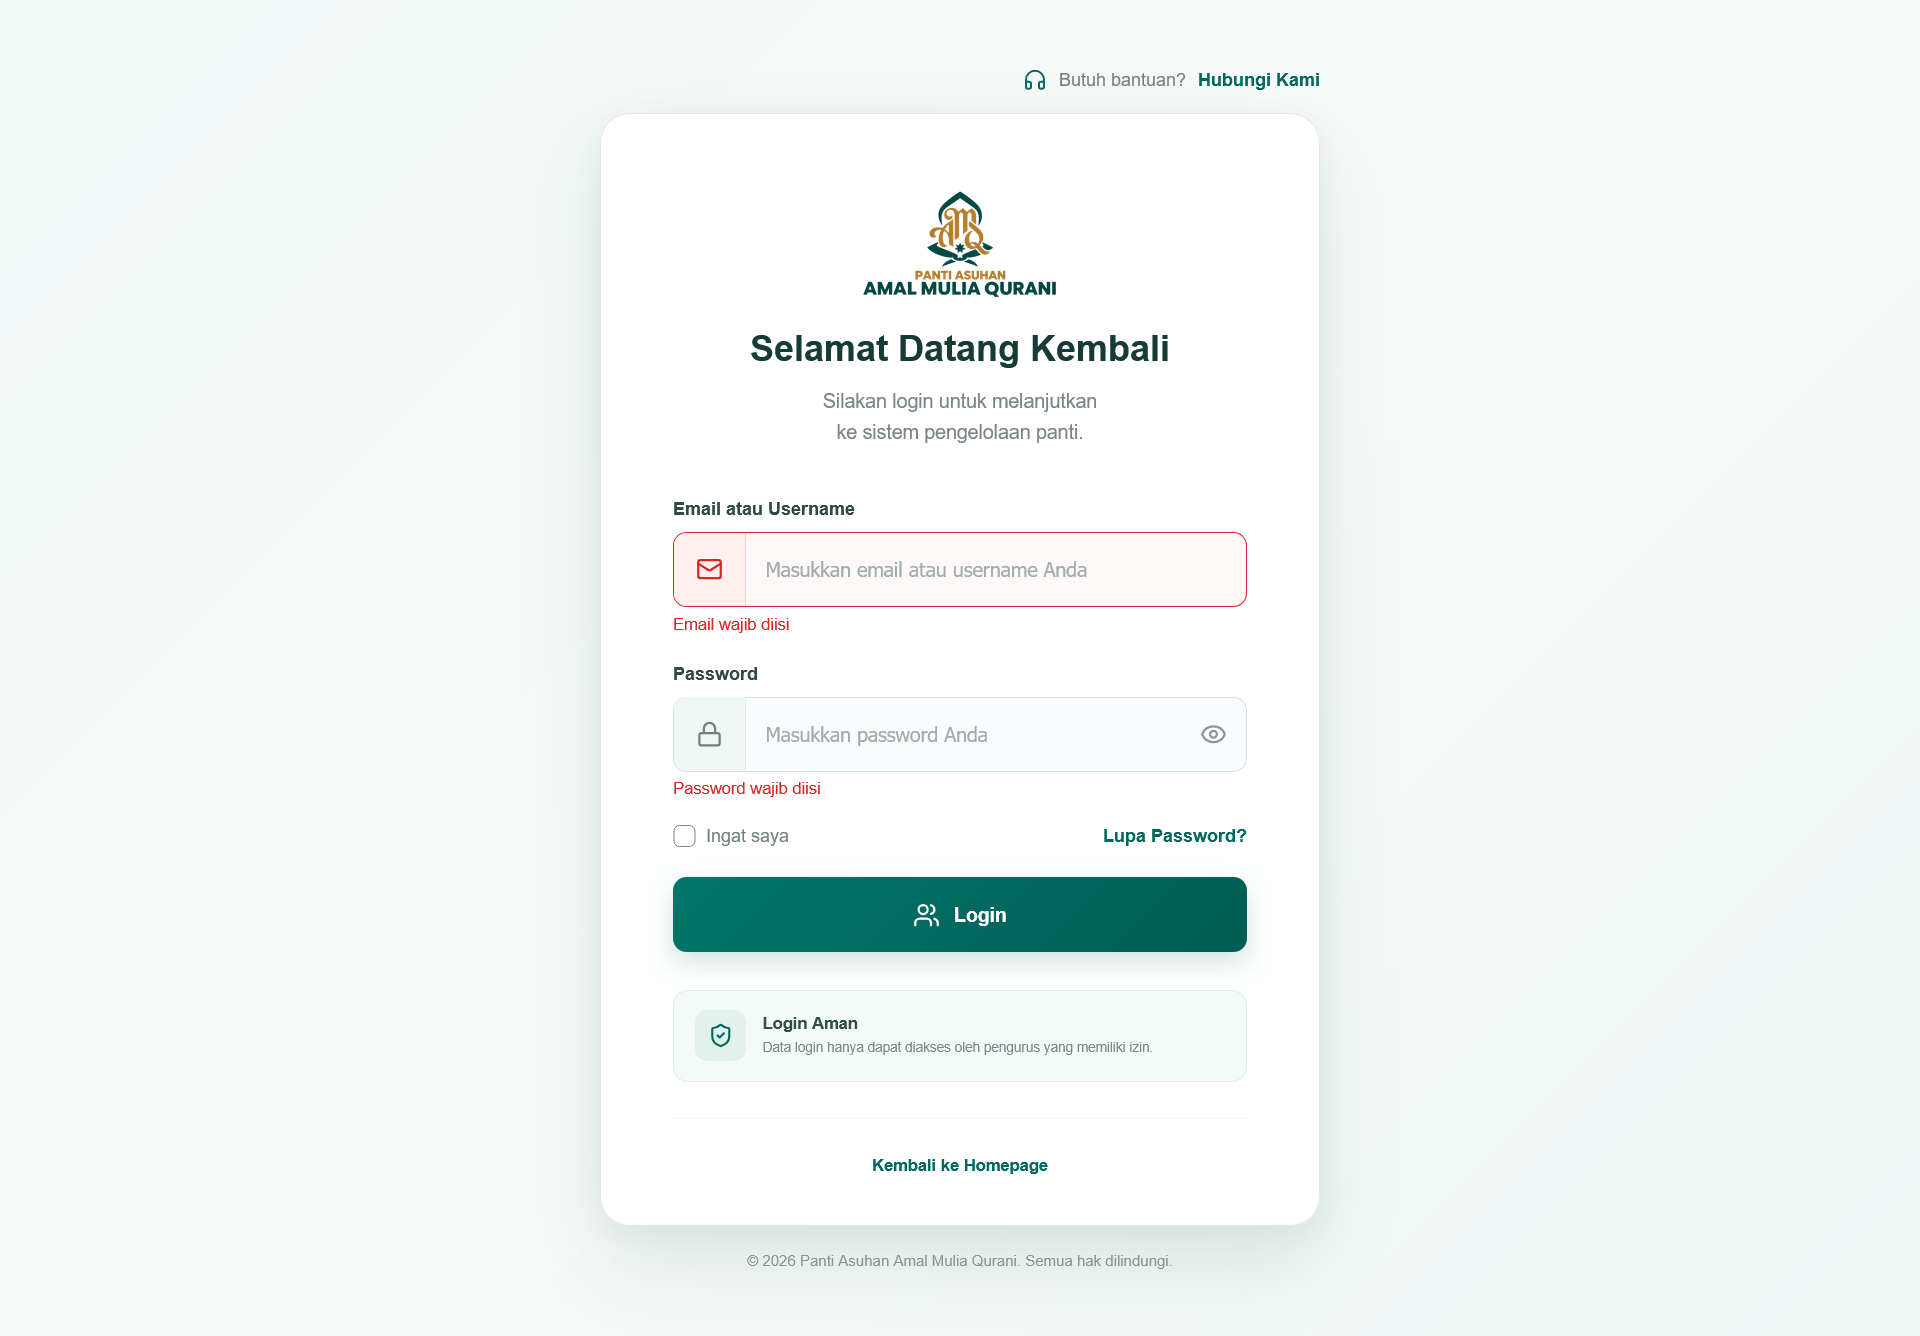 Butuh bantuan? Hubungi Kami
AMQ
PANTI ASUHAN
AMAL MULIA QURANI
Selamat Datang Kembali
Silakan login untuk melanjutkan
ke sistem pengelolaan panti.
Email atau Username
Masukkan email atau username Anda
Email wajib diisi
Password
Masukkan password Anda
Password wajib diisi
Ingat saya
Lupa Password?
Login
Login Aman
Data login hanya dapat diakses oleh pengurus yang memiliki izin.
Kembali ke Homepage
© 2026 Panti Asuhan Amal Mulia Qurani. Semua hak dilindungi.